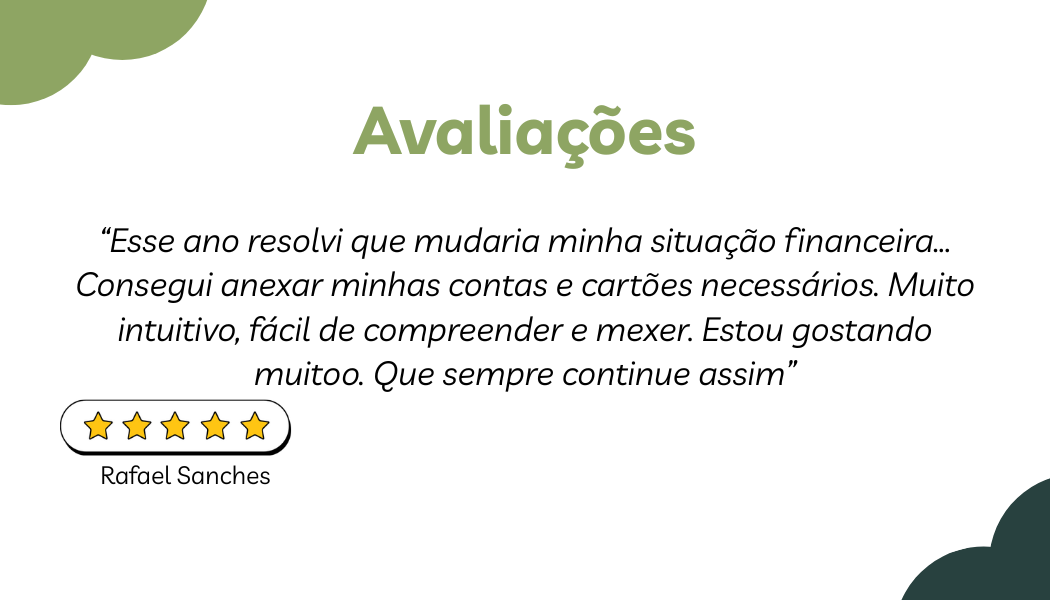 Avaliações
“Esse ano resolvi que mudaria minha situação financeira...
Consegui anexar minhas contas e cartões necessários. Muito
intuitivo, fácil de compreender e mexer. Estou gostando
muitoo. Que sempre continue assim”
Rafael Sanches